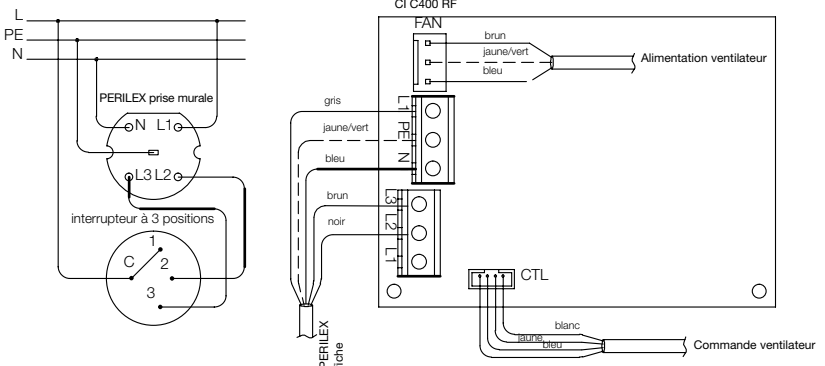 CI C400 RF
L
PE
N
FAN
brun
jaune/vert
bleu
Alimentation ventilateur
PERILEX prise murale
N L1
L3 L2
interrupteur à 3 positions
1
C
2
3
gris
jaune/vert
bleu
brun
noir
L1
PE
N
L3
L2
L1
CTL
blanc
jaune
bleu
Commande ventilateur
PERILEX
fiche